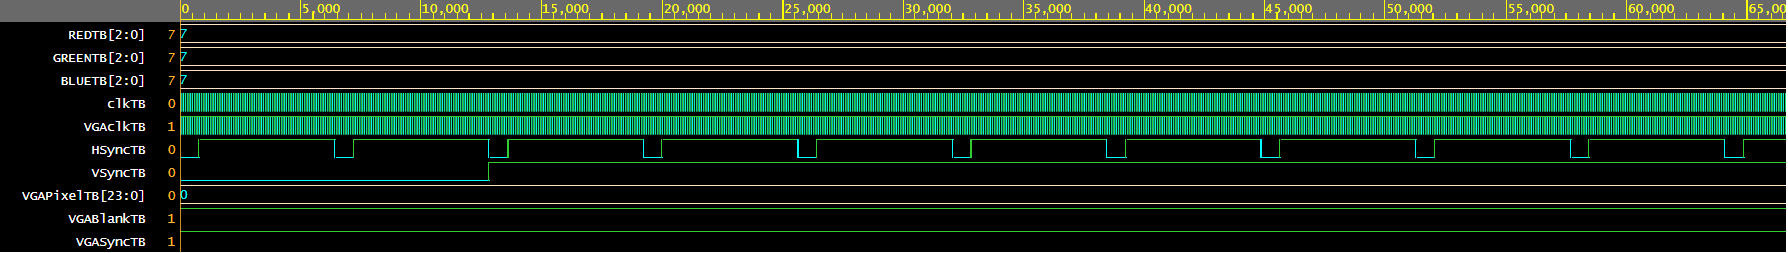 0 5,000 10,000 15,000 20,000 25,000 30,000 35,000 40,000 45,000 50,000 55,000 60,000 65,00
REDTB[2:0] 7 7
GREENTB[2:0] 7 7
BLUETB[2:0] 7 7
clkTB 0
VGAclkTB 1
HSyncTB 0
VSyncTB 0
VGAPixelTB[23:0] 0 0
VGABlankTB 1
VGASyncTB 1